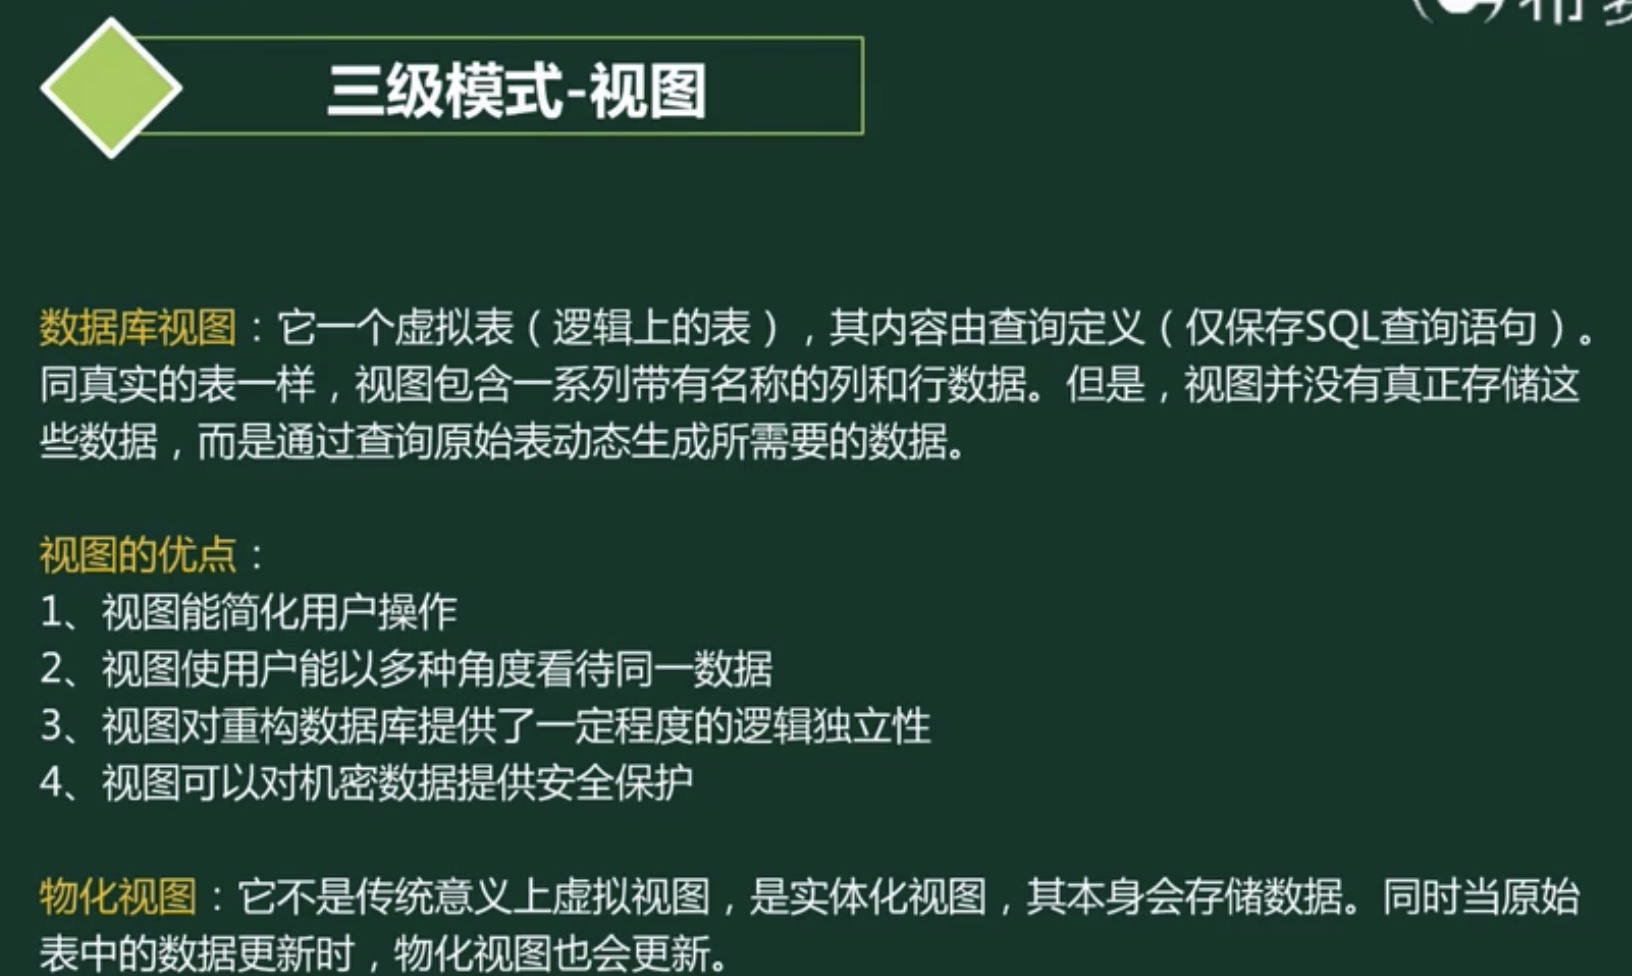 三级模式-视图
数据库视图：它一个虚拟表（逻辑上的表），其内容由查询定义（仅保存SQL查询语句）。
同真实的表一样，视图包含一系列带有名称的列和行数据。但是，视图并没有真正存储这
些数据，而是通过查询原始表动态生成所需要的数据。
视图的优点：
1、视图能简化用户操作
2、视图使用户能以多种角度看待同一数据
3、视图对重构数据库提供了一定程度的逻辑独立性
4、视图可以对机密数据提供安全保护
物化视图：它不是传统意义上虚拟视图，是实体化视图，其本身会存储数据。同时当原始
表中的数据更新时，物化视图也会更新。